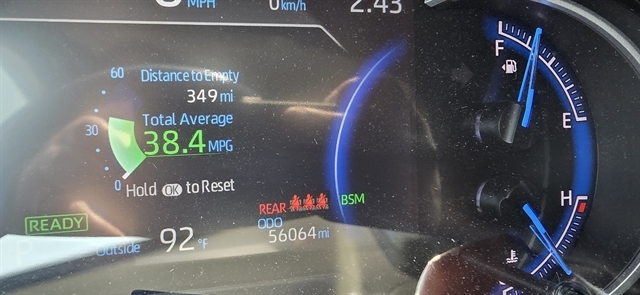 MPH
0 km/h
2:43
60
Distance to Empty
349 mi
Total Average
30
38.4 MPG
0
Hold OK to Reset
READY
Outside 92 °F
REAR
BSM
ODO
56064 mi
F
E
H